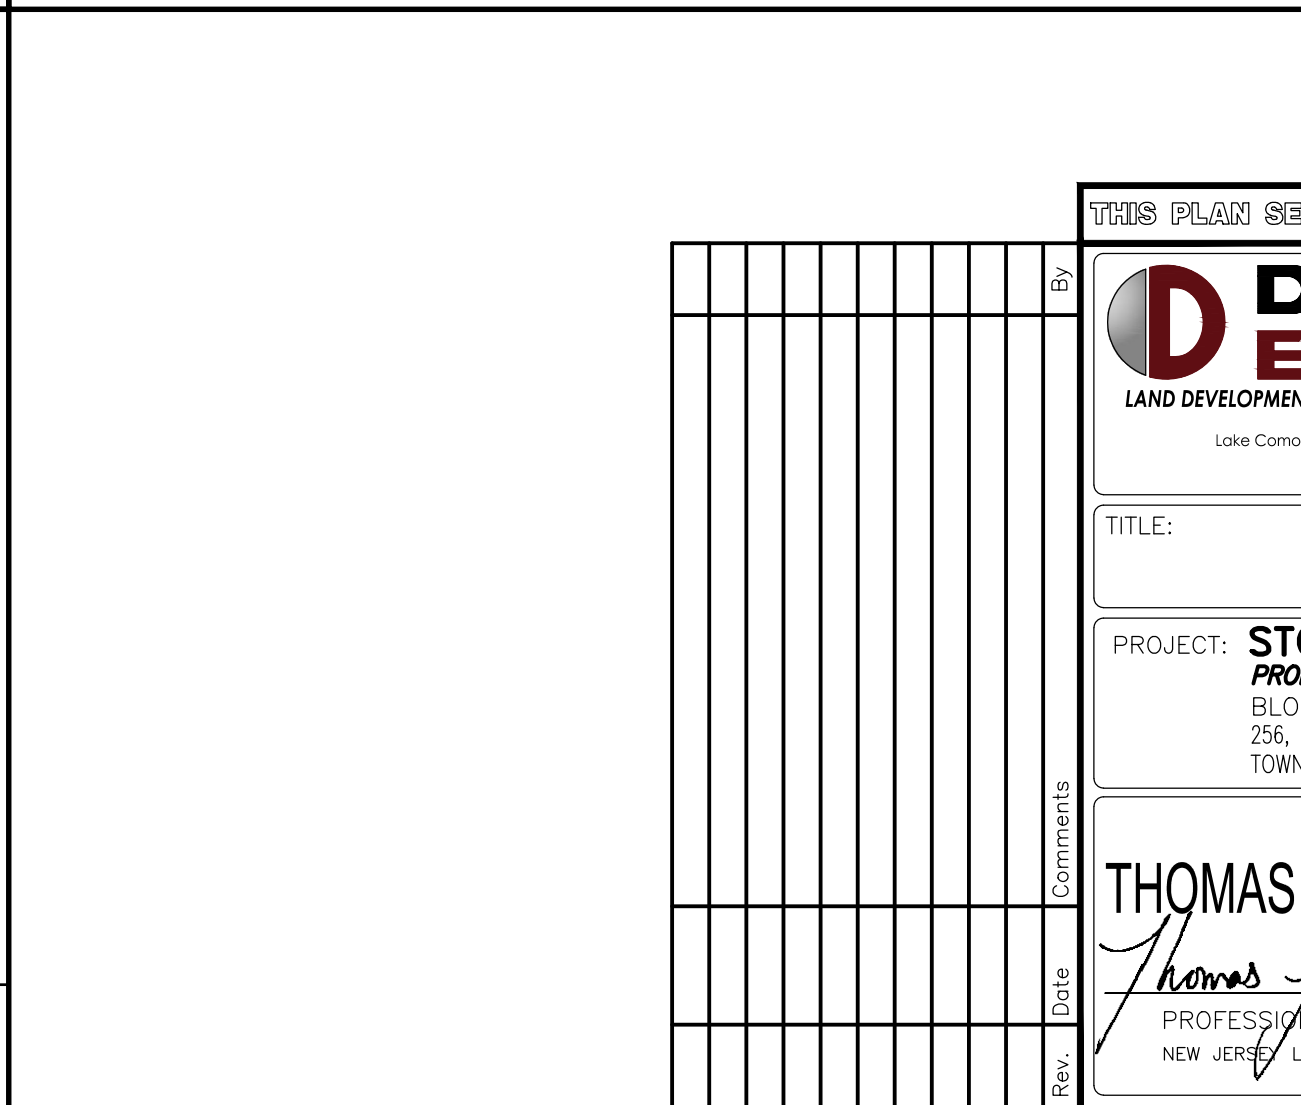 THIS PLAN SE
By
Comments
Date
Rev.
LAND DEVELOPMEN
Lake Como
TITLE:
PROJECT:
PRO
BLO
256,
TOWN
THOMAS
Thomas
PROFESSIO
NEW JERSEY L